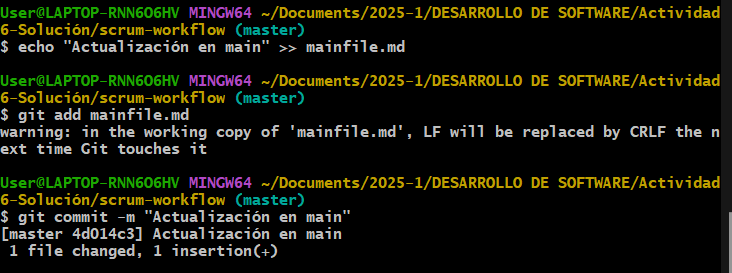 User@LAPTOP-RNN6O6HV MINGW64 ~/Documents/2025-1/DESARROLLO DE SOFTWARE/Actividad
6-Solución/scrum-workflow (master)
$ echo "Actualización en main" >> mainfile.md
User@LAPTOP-RNN6O6HV MINGW64 ~/Documents/2025-1/DESARROLLO DE SOFTWARE/Actividad
6-Solución/scrum-workflow (master)
$ git add mainfile.md
warning: in the working copy of 'mainfile.md', LF will be replaced by CRLF the n
ext time Git touches it
User@LAPTOP-RNN6O6HV MINGW64 ~/Documents/2025-1/DESARROLLO DE SOFTWARE/Actividad
6-Solución/scrum-workflow (master)
$ git commit -m "Actualización en main"
[master 4d014c3] Actualización en main
 1 file changed, 1 insertion(+)